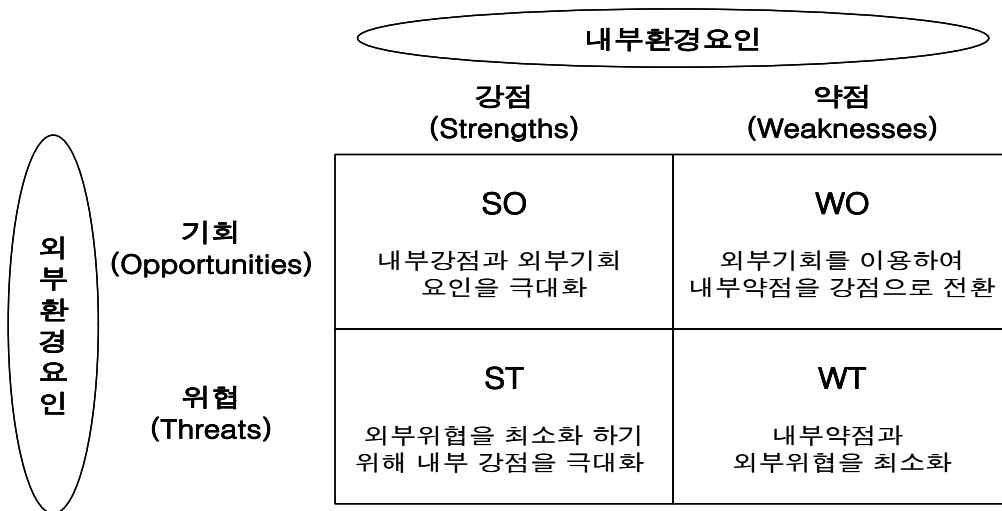 내부환경요인
강점
(Strengths)
약점
(Weaknesses)
외부환경요인
기회
(Opportunities)
SO
내부강점과 외부기회
요인을 극대화
WO
외부기회를 이용하여
내부약점을 강점으로 전환
위협
(Threats)
ST
외부위협을 최소화 하기
위해 내부 강점을 극대화
WT
내부약점과
외부위협을 최소화